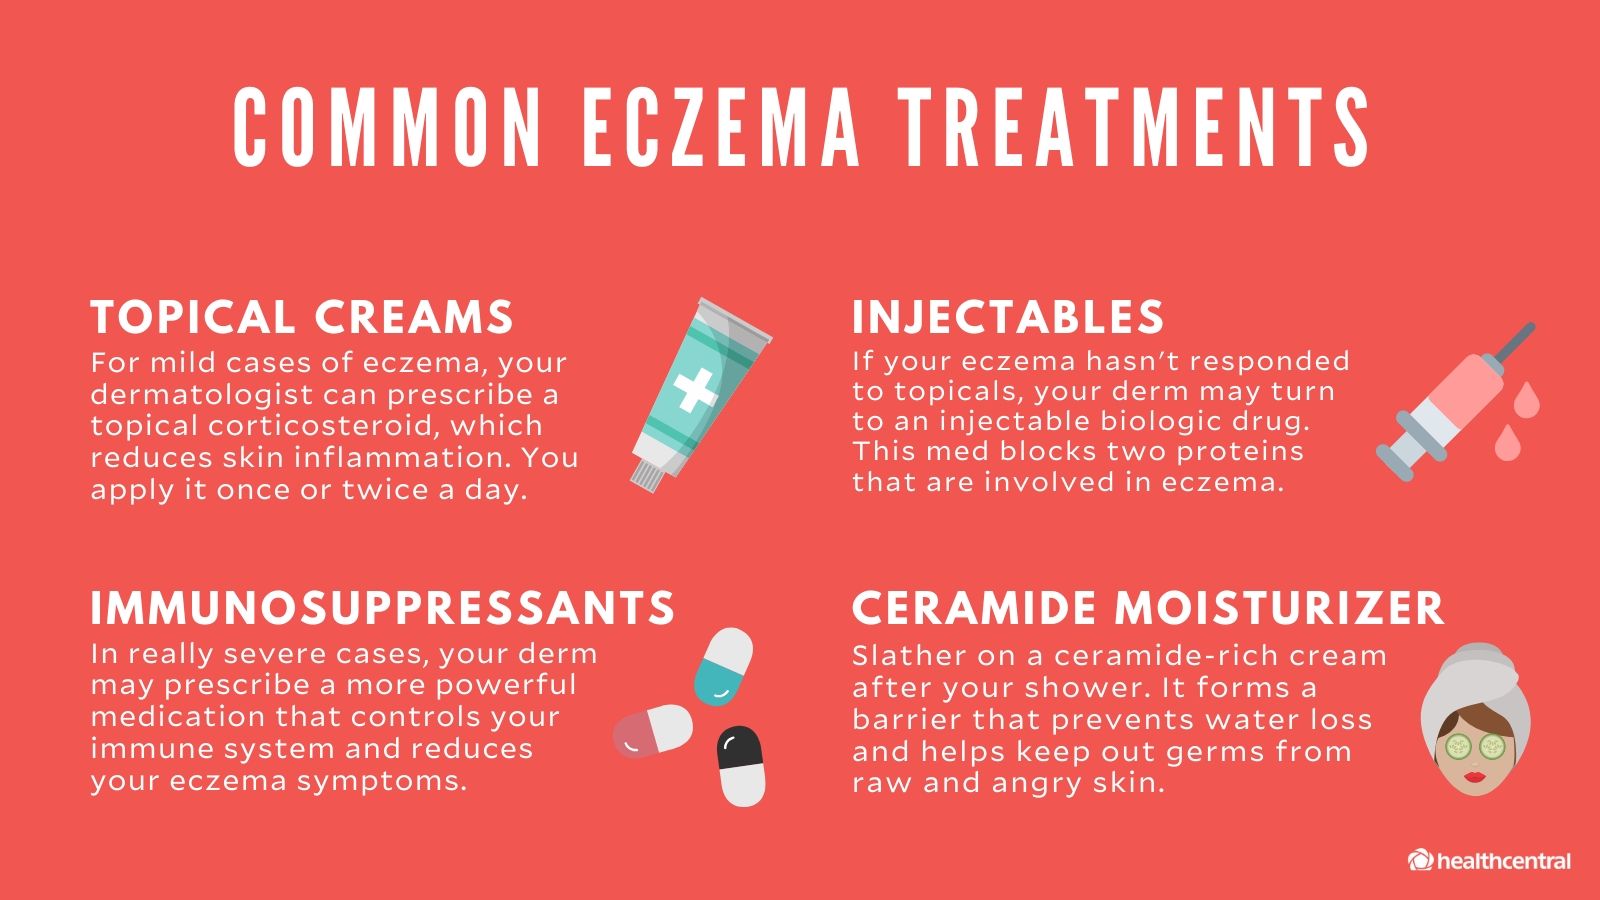 COMMON ECZEMA TREATMENTS
TOPICAL CREAMS
For mild cases of eczema, your
dermatologist can prescribe a
topical corticosteroid, which
reduces skin inflammation. You
apply it once or twice a day.
INJECTABLES
If your eczema hasn't responded
to topicals, your derm may turn
to an injectable biologic drug.
This med blocks two proteins
that are involved in eczema.
IMMUNOSUPPRESSANTS
In really severe cases, your derm
may prescribe a more powerful
medication that controls your
immune system and reduces
your eczema symptoms.
CERAMIDE MOISTURIZER
Slather on a ceramide-rich cream
after your shower. It forms a
barrier that prevents water loss
and helps keep out germs from
raw and angry skin.
healthcentral